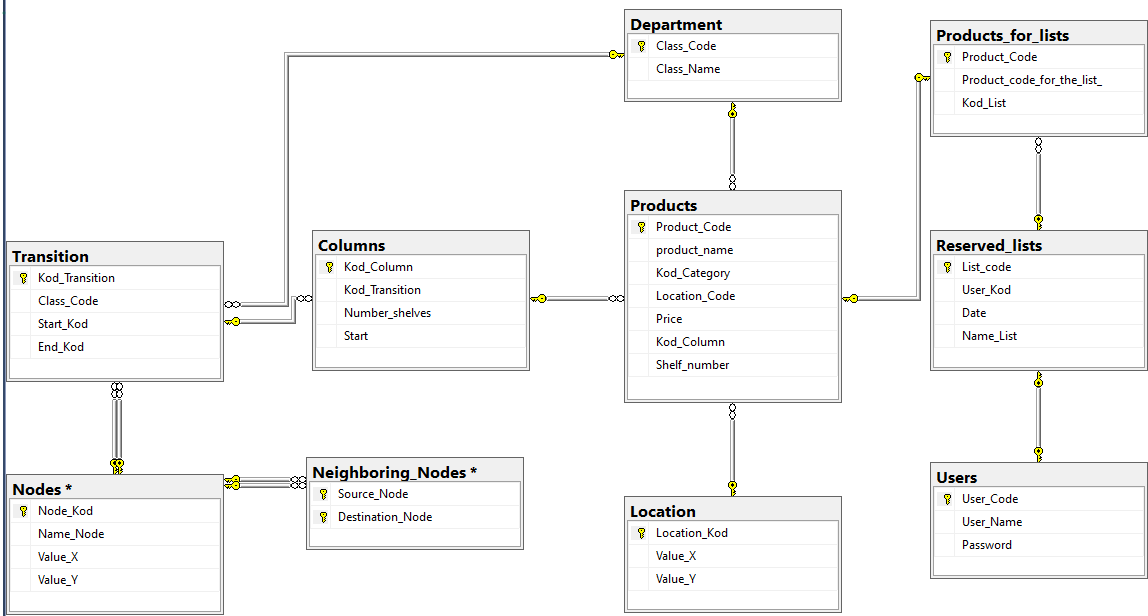 Department
Class_Code
Class_Name
Products_for_lists
Product_Code
Product_code_for_the_list_
Kod_List
Products
Product_Code
product_name
Kod_Category
Location_Code
Price
Kod_Column
Shelf_number
Transition
Kod_Transition
Class_Code
Start_Kod
End_Kod
Columns
Kod_Column
Kod_Transition
Number_shelves
Start
Reserved_lists
List_code
User_Kod
Date
Name_List
Nodes *
Node_Kod
Name_Node
Value_X
Value_Y
Neighboring_Nodes *
Source_Node
Destination_Node
Location
Location_Kod
Value_X
Value_Y
Users
User_Code
User_Name
Password